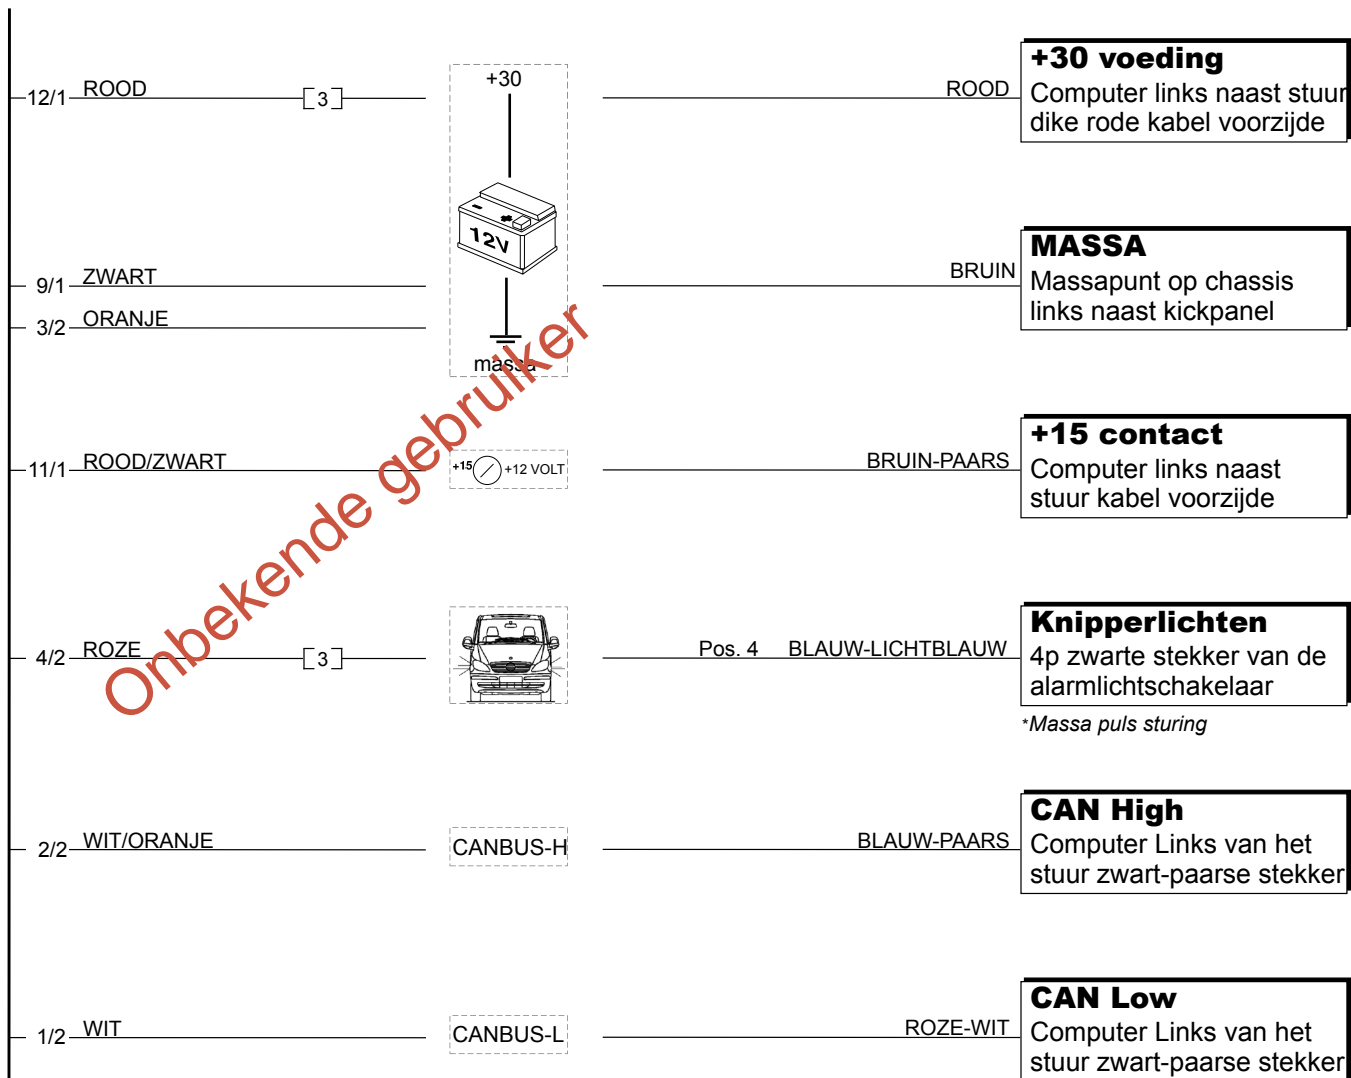 12/1 ROOD [3] +30 ROOD
+30 voeding
Computer links naast stuur
dike rode kabel voorzijde
12V
9/1 ZWART BRUIN
MASSA
Massapunt op chassis
links naast kickpanel
3/2 ORANJE
massa
11/1 ROOD/ZWART +15 +12 VOLT BRUIN-PAARS
+15 contact
Computer links naast
stuur kabel voorzijde
Onbekende gebruiker
4/2 ROZE [3] Pos. 4 BLAUW-LICHTBLAUW
Knipperlichten
4p zwarte stekker van de
alarmlichtschakelaar
*Massa puls sturing
2/2 WIT/ORANJE CANBUS-H BLAUW-PAARS
CAN High
Computer Links van het
stuur zwart-paarse stekker
1/2 WIT CANBUS-L ROZE-WIT
CAN Low
Computer Links van het
stuur zwart-paarse stekker